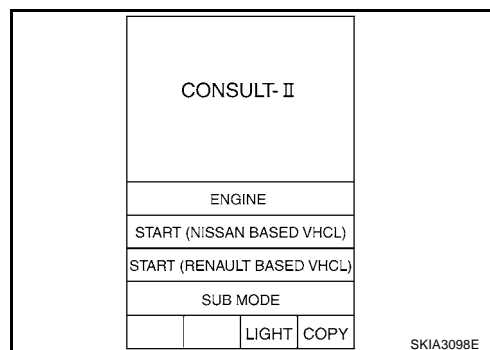 CONSULT-II
ENGINE
START (NISSAN BASED VHCL)
START (RENAULT BASED VHCL)
SUB MODE
LIGHT COPY
SKIA3098E